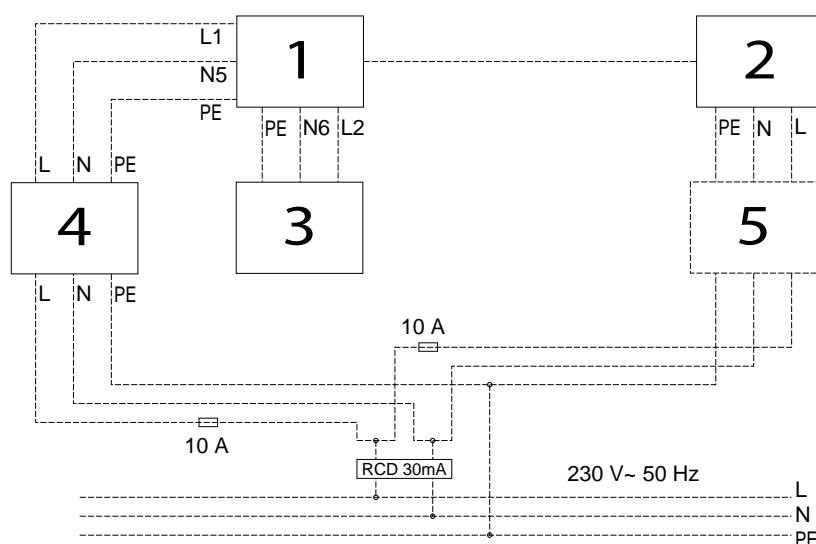 L1
1
2
N5
PE
PE N6 L2
PE N L
L N PE
4
3
5
L N PE
10 A
10 A
RCD 30mA
230 V~ 50 Hz
L
N
PE